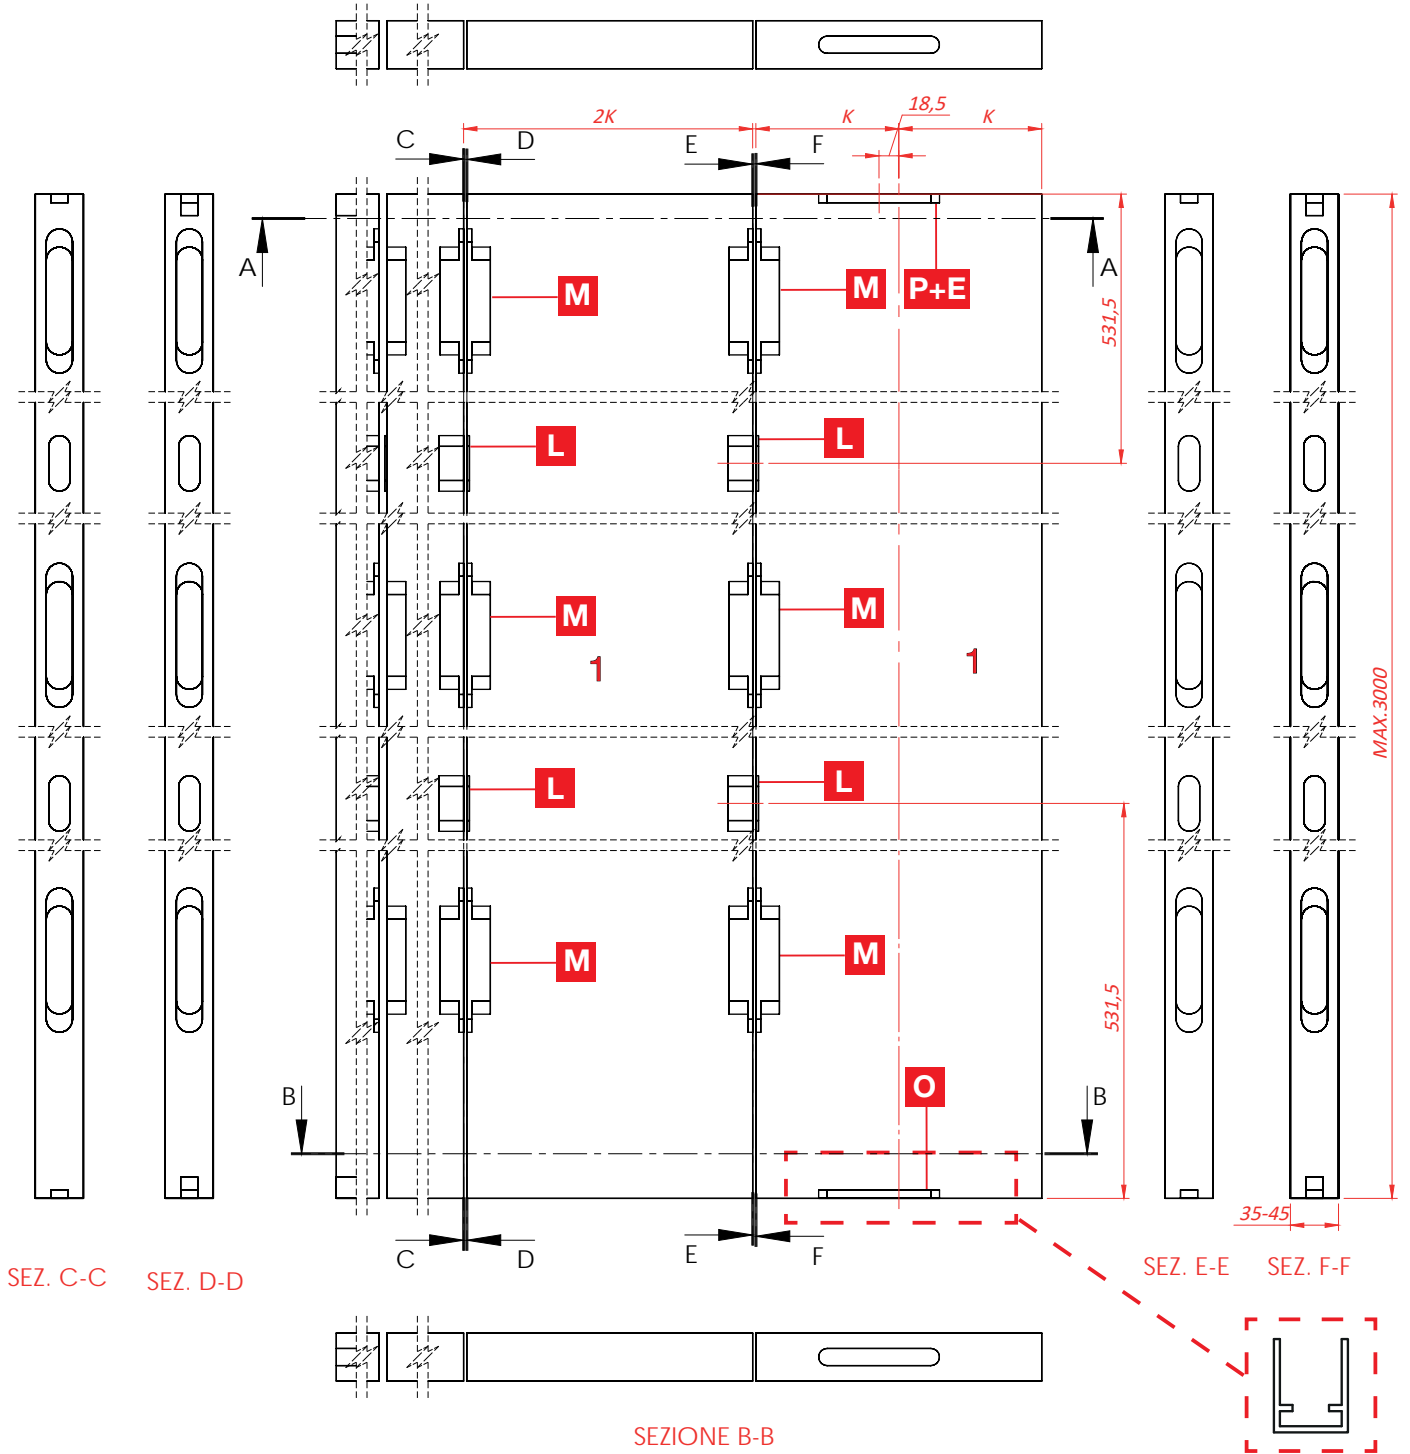 18,5
2K
K
K
C
D
E
F
A
A
M
M
P+E
531,5
L
L
M
M
1
1
MAX.3000
L
L
M
M
531,5
O
B
B
35-45
C
D
E
F
SEZ. C-C
SEZ. D-D
SEZ. E-E
SEZ. F-F
SEZIONE B-B